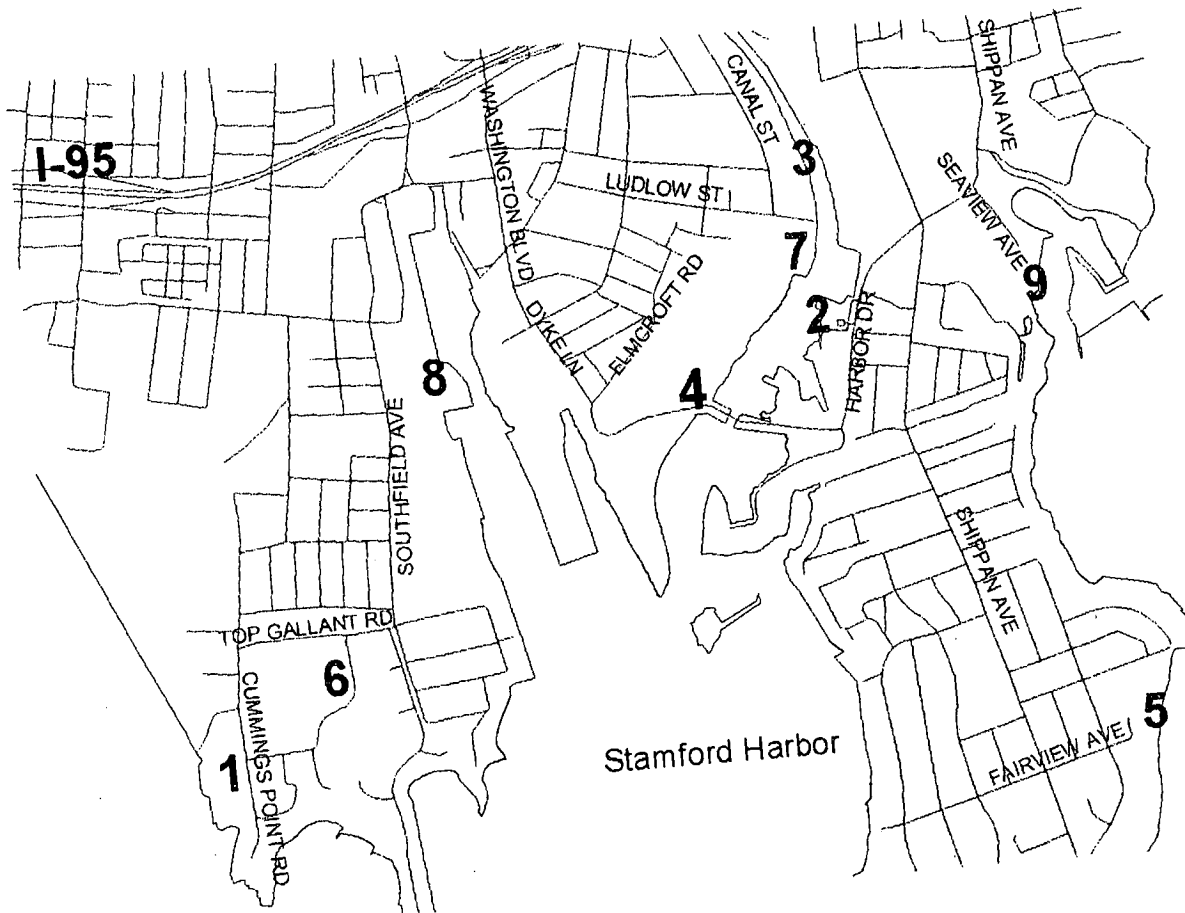 SHIPPAN AVE
CANAL ST
WASHINGTON BLVD
I-95
3
LUDLOW ST
SEAVIEW AVE
7
9
2
ELMCROFT RD
DYKE LN
HARBOR DR
8
4
SOUTHFIELD AVE
SHIPPAN AVE
TOP GALLANT RD
6
CUMMINGS POINT RD
1
Stamford Harbor
5
FAIRVIEW AVE